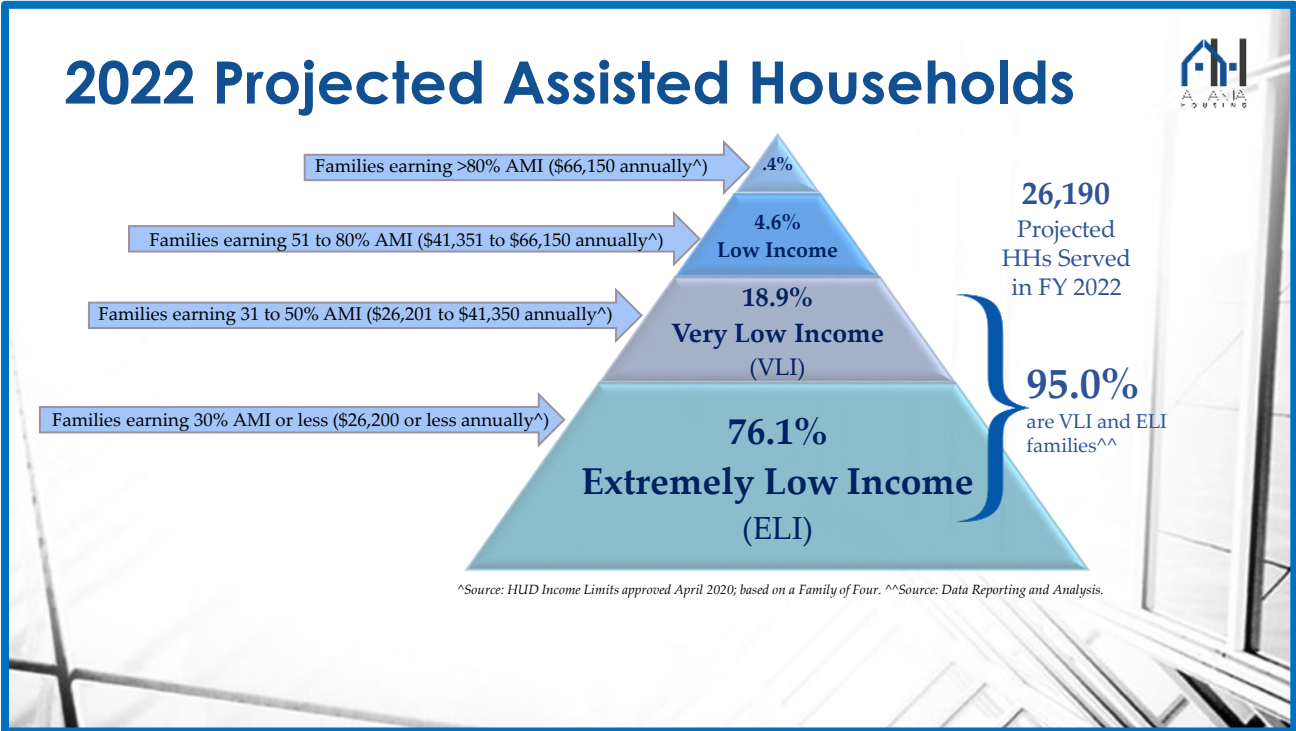 2022 Projected Assisted Households
HOUSING
Families earning >80% AMI ($66,150 annually^)
.4%
Families earning 51 to 80% AMI ($41,351 to $66,150 annually^)
4.6%
Low Income
Families earning 31 to 50% AMI ($26,201 to $41,350 annually^)
18.9%
Very Low Income
(VLI)
Families earning 30% AMI or less ($26,200 or less annually^)
76.1%
Extremely Low Income
(ELI)
26,190
Projected
HHs Served
in FY 2022
95.0%
are VLI and ELI
families^^
^Source: HUD Income Limits approved April 2020; based on a Family of Four. ^^Source: Data Reporting and Analysis.